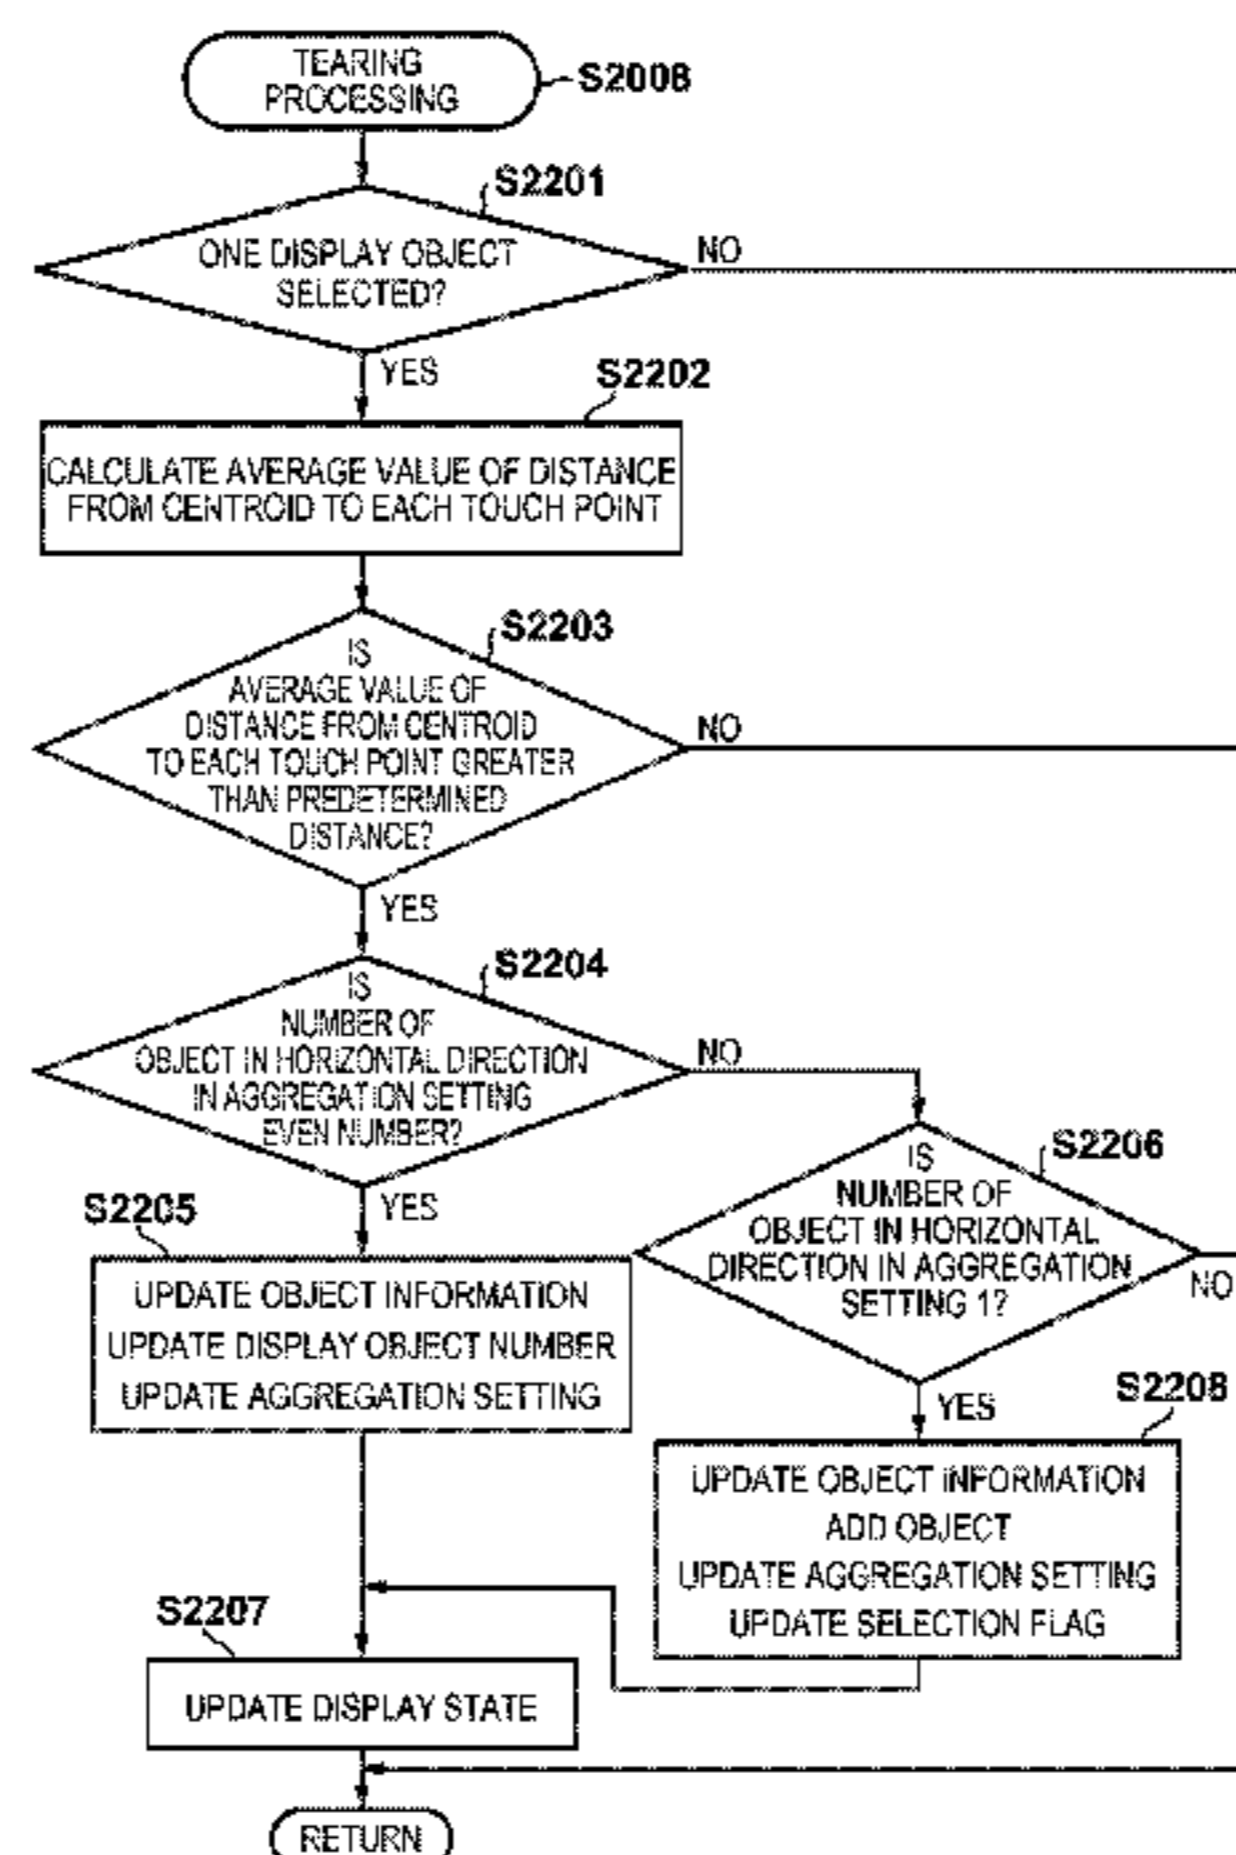 TEARING
PROCESSING
S2008
S2201
ONE DISPLAY OBJECT
SELECTED?
NO
YES
S2202
CALCULATE AVERAGE VALUE OF DISTANCE
FROM CENTROID TO EACH TOUCH POINT
S2203
IS
AVERAGE VALUE OF
DISTANCE FROM CENTROID
TO EACH TOUCH POINT GREATER
THAN PREDETERMINED
DISTANCE?
NO
YES
S2204
IS
NUMBER OF
OBJECT IN HORIZONTAL DIRECTION
IN AGGREGATION SETTING
EVEN NUMBER?
NO
YES
S2206
IS
NUMBER OF
OBJECT IN HORIZONTAL
DIRECTION IN AGGREGATION
SETTING 1?
NO
YES
S2205
UPDATE OBJECT INFORMATION
UPDATE DISPLAY OBJECT NUMBER
UPDATE AGGREGATION SETTING
S2208
UPDATE OBJECT INFORMATION
ADD OBJECT
UPDATE AGGREGATION SETTING
UPDATE SELECTION FLAG
S2207
UPDATE DISPLAY STATE
RETURN